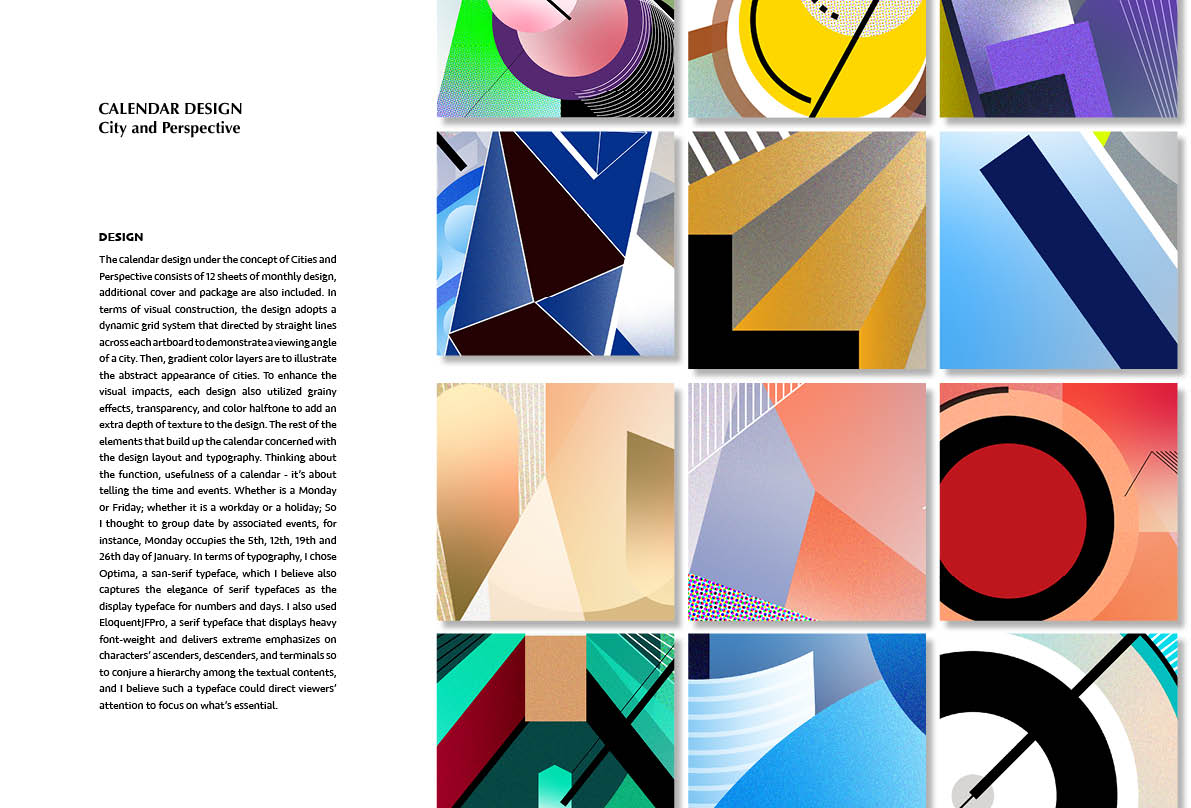 CALENDAR DESIGN
City and Perspective
DESIGN
The calendar design under the concept of Cities and
Perspective consists of 12 sheets of monthly design,
additional cover and package are also included. In
terms of visual construction, the design adopts a
dynamic grid system that directed by straight lines
across each artboard to demonstrate a viewing angle
of a city. Then, gradient color layers are to illustrate
the abstract appearance of cities. To enhance the
visual impacts, each design also utilized grainy
effects, transparency, and color halftone to add an
extra depth of texture to the design. The rest of the
elements that build up the calendar concerned with
the design layout and typography. Thinking about
the function, usefulness of a calendar - it's about
telling the time and events. Whether is a Monday
or Friday; whether it is a workday or a holiday; So
I thought to group date by associated events, for
instance, Monday occupies the 5th, 12th, 19th and
26th day of January. In terms of typography, I chose
Optima, a san-serif typeface, which I believe also
captures the elegance of serif typefaces as the
display typeface for numbers and days. I also used
EloquentJFPro, a serif typeface that displays heavy
font-weight and delivers extreme emphasizes on
characters' ascenders, descenders, and terminals so
to conjure a hierarchy among the textual contents,
and I believe such a typeface could direct viewers'
attention to focus on what's essential.